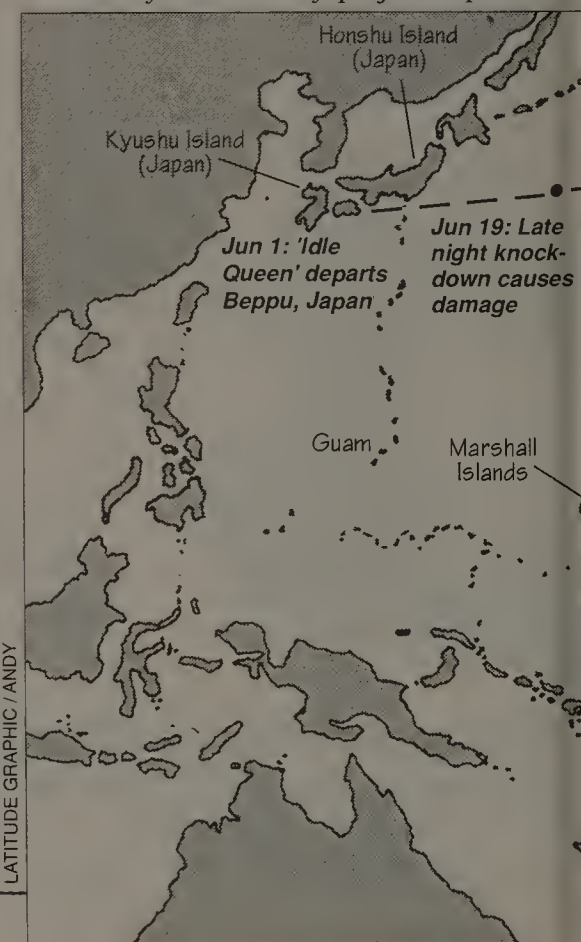 Honshu Island
(Japan)
Kyushu Island
(Japan)
Jun 1: 'Idle
Queen' departs
Beppu, Japan
Jun 19: Late
night knock-
down causes
damage
Guam
Marshall
Islands
LATITUDE GRAPHIC / ANDY